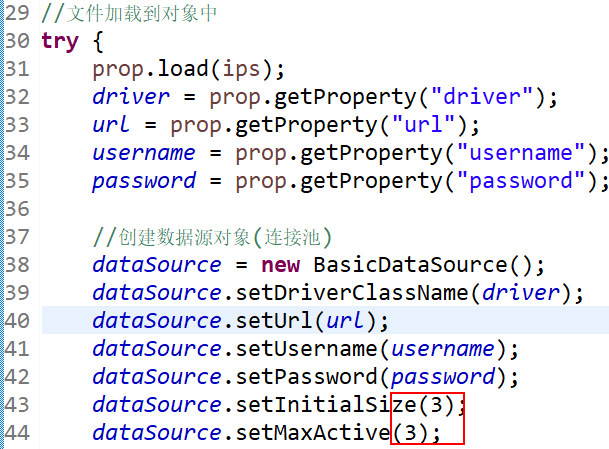 29 //文件加载到对象中
30 try {
31 prop.load(ips);
32 driver = prop.getProperty("driver");
33 url = prop.getProperty("url");
34 username = prop.getProperty("username");
35 password = prop.getProperty("password");
36
37 //创建数据源对象(连接池)
38 dataSource = new BasicDataSource();
39 dataSource.setDriverClassName(driver);
40 dataSource.setUrl(url);
41 dataSource.setUsername(username);
42 dataSource.setPassword(password);
43 dataSource.setInitialSize(3);
44 dataSource.setMaxActive(3);